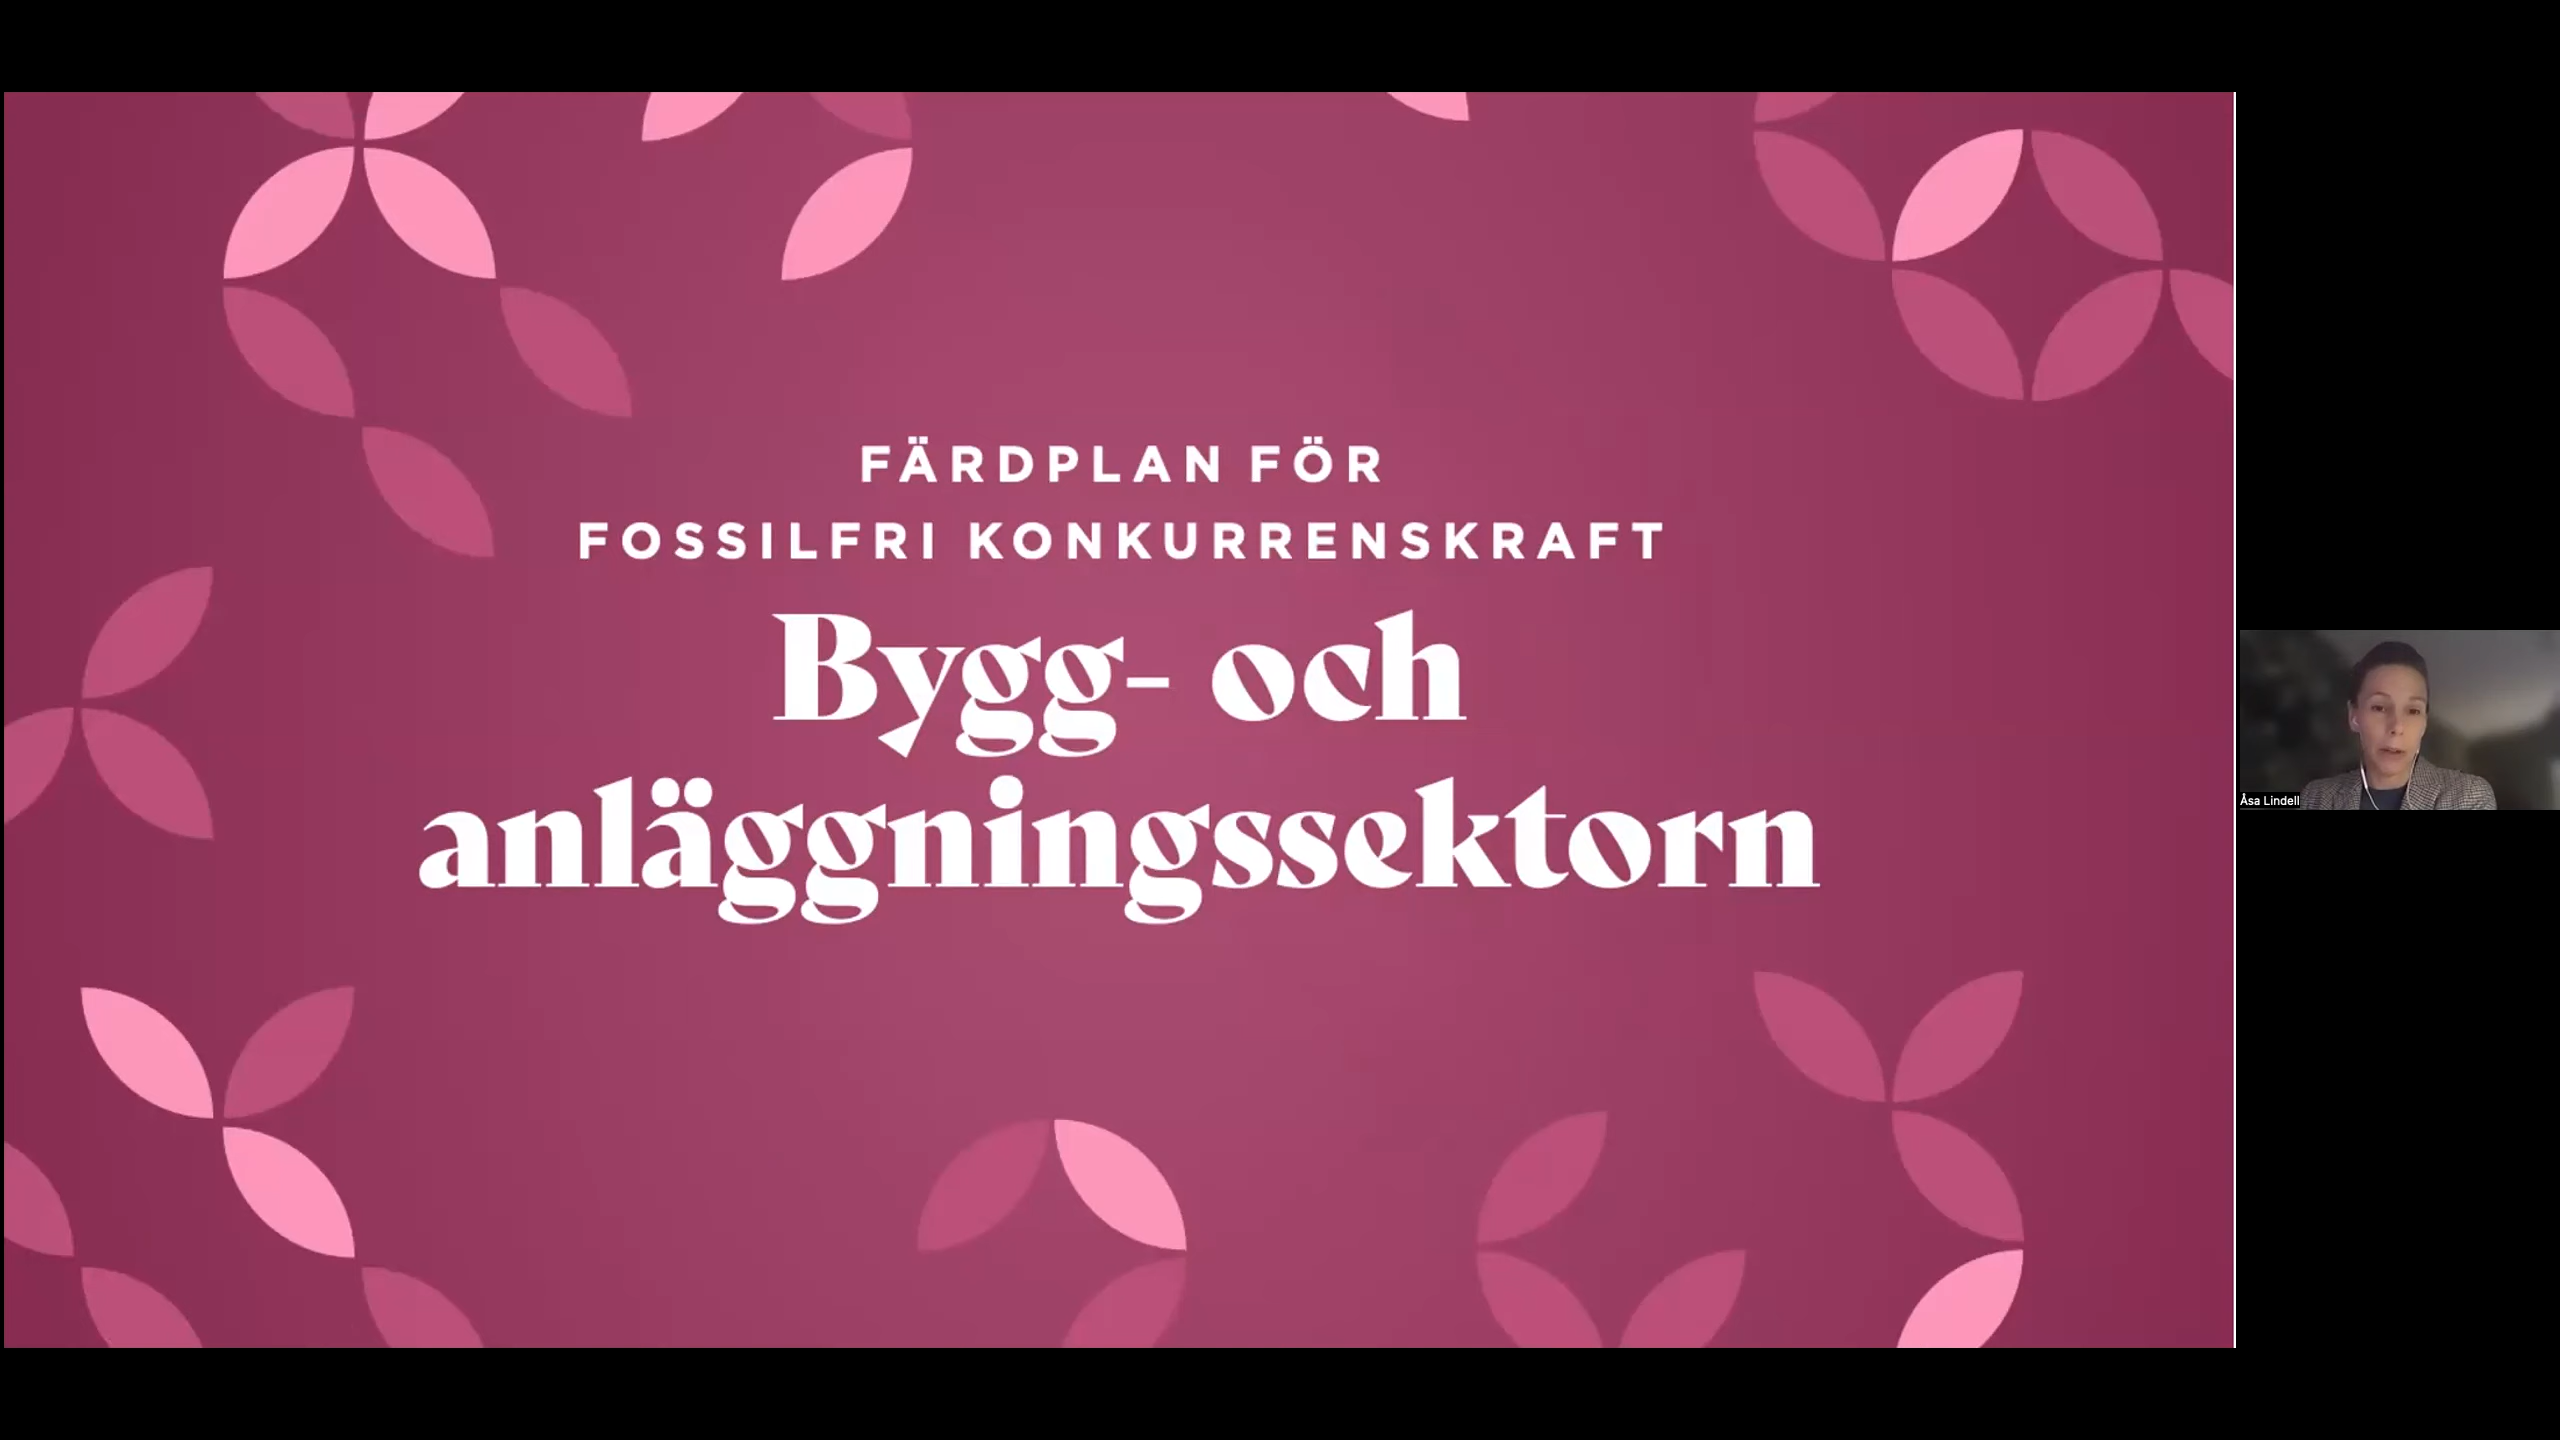 FÄRDPLAN FÖR
FOSSILFRI KONKURRENSKRAFT
Bygg- och
anläggningssektorn
Åsa Lindell